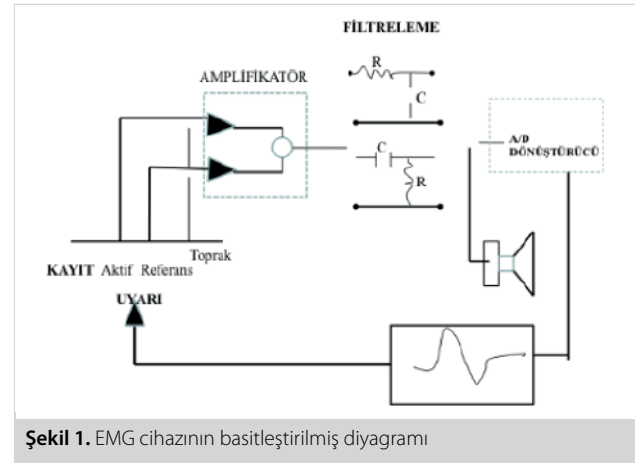 FİLTRELEME
R
AMPLİFİKATÖR
C
A/D
DÖNÜŞTÜRÜCÜ
C
R
Toprak
KAYIT Aktif Referans
UYARI
Şekil 1. EMG cihazının basitleştirilmiş diyagramı